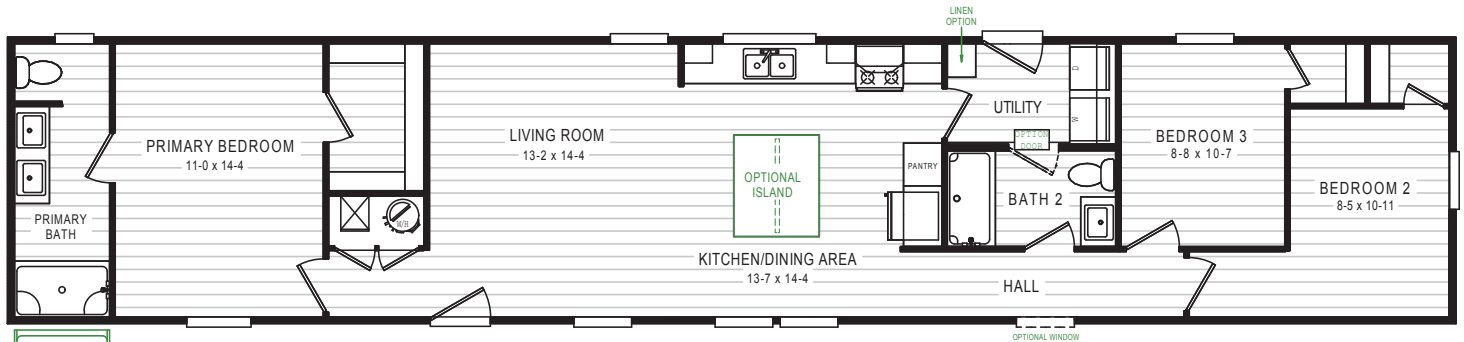 LINEN
OPTION
PRIMARY BEDROOM
11-0 x 14-4
PRIMARY
BATH
W/H
LIVING ROOM
13-2 x 14-4
OPTIONAL
ISLAND
KITCHEN/DINING AREA
13-7 x 14-4
PANTRY
UTILITY
D
W
OPTION
DOOR
BATH 2
HALL
BEDROOM 3
8-8 x 10-7
BEDROOM 2
8-5 x 10-11
OPTIONAL WINDOW